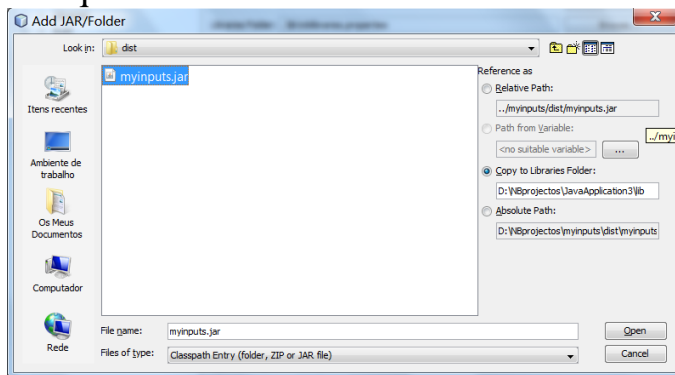 Add JAR/Folder
Look in:
dist
myinputs.jar
Itens recentes
Ambiente de
trabalho
Os Meus
Documentos
Computador
Rede
Reference as
Relative Path:
../myinputs/dist/myinputs.jar
Path from Variable:
<no suitable variable>
...
../myi
Copy to Libraries Folder:
D:\NBprojectos\JavaApplication3\lib
Absolute Path:
D:\NBprojectos\myinputs\dist\myinputs
File name:
myinputs.jar
Open
Files of type:
Classpath Entry (folder, ZIP or JAR file)
Cancel